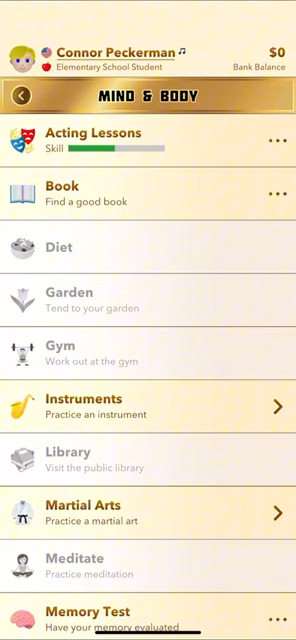 Connor Peckerman
$0
Elementary School Student
Bank Balance
MIND & BODY
Acting Lessons
Skill
Book
Find a good book
Diet
Garden
Tend to your garden
Gym
Work out at the gym
Instruments
Practice an instrument
Library
Visit the public library
Martial Arts
Practice a martial art
Meditate
Practice meditation
Memory Test
Have your memory evaluated